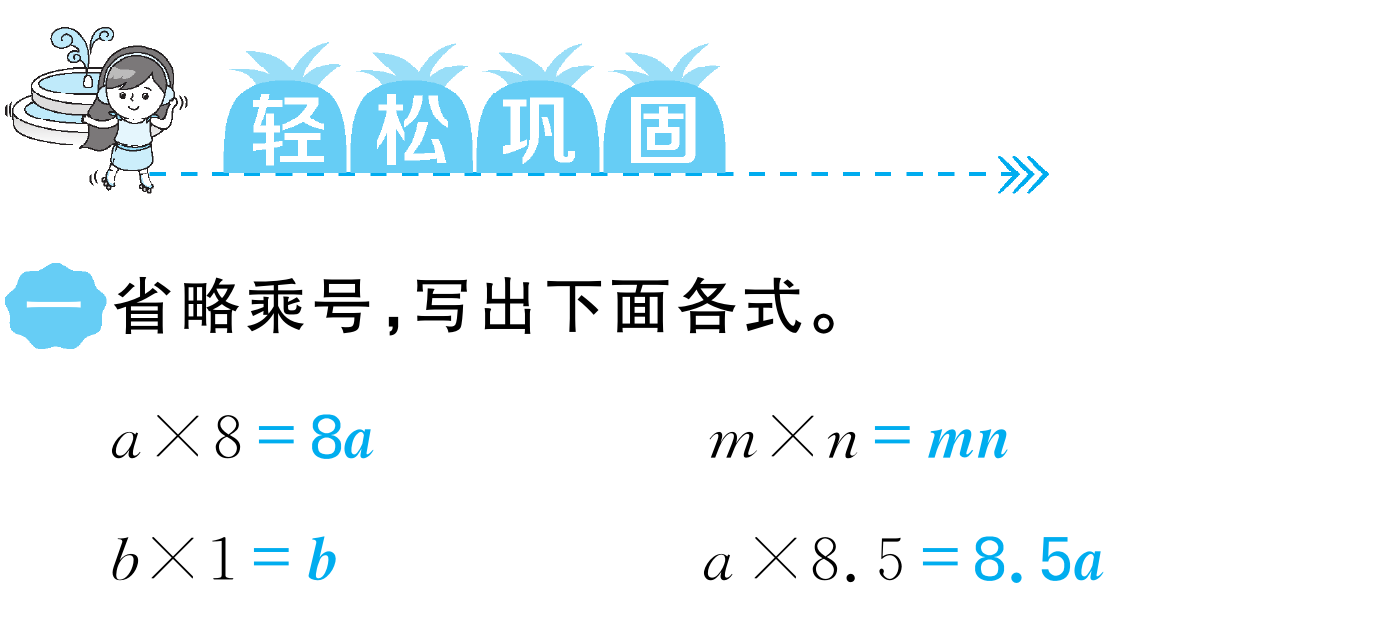 轻松巩固
一 省略乘号,写出下面各式。
a×8=8a m×n=mn
b×1=b a×8.5=8.5a